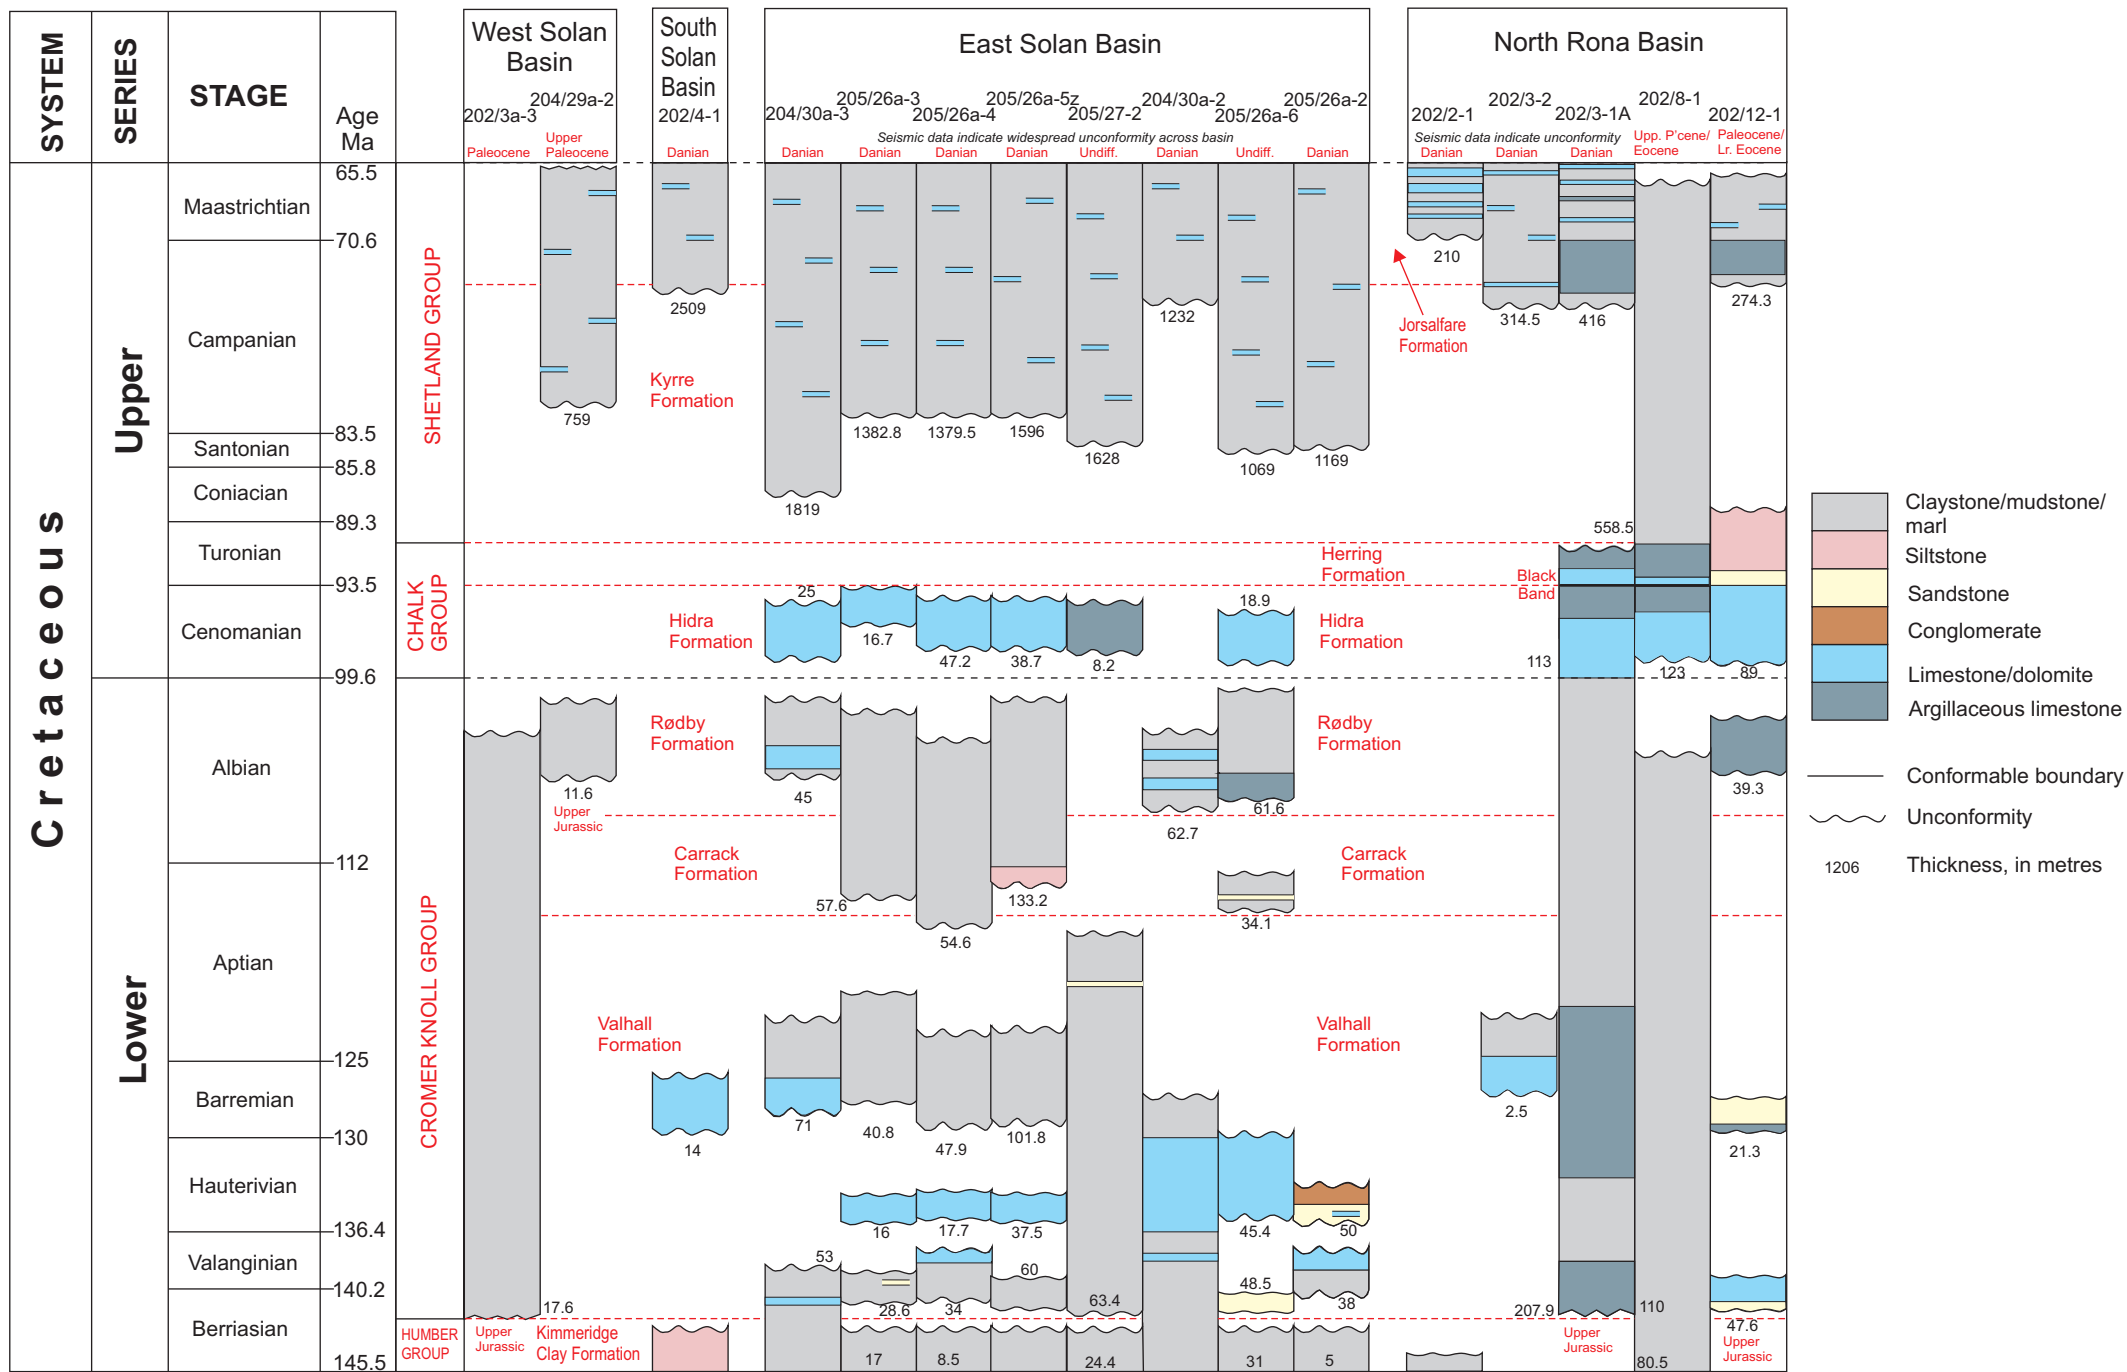 SYSTEM
SERIES
STAGE
Age
Ma
West Solan
Basin
202/3a-3
204/29a-2
Paleocene
Upper
Paleocene
South
Solan
Basin
202/4-1
Danian
East Solan Basin
204/30a-3
205/26a-3
205/26a-4
205/26a-5z
205/27-2
204/30a-2
205/26a-6
205/26a-2
Seismic data indicate widespread unconformity across basin
Danian
Danian
Danian
Danian
Undiff.
Danian
Undiff.
Danian
North Rona Basin
202/2-1
202/3-2
202/3-1A
202/8-1
202/12-1
Seismic data indicate unconformity
Danian
Danian
Danian
Upp. P'cene/
Eocene
Paleocene/
Lr. Eocene
Cretaceous
Upper
Lower
Maastrichtian
Campanian
Santonian
Coniacian
Turonian
Cenomanian
Albian
Aptian
Barremian
Hauterivian
Valanginian
Berriasian
65.5
70.6
83.5
85.8
89.3
93.5
99.6
112
125
130
136.4
140.2
145.5
SHETLAND GROUP
CHALK
GROUP
CROMER KNOLL GROUP
HUMBER
GROUP
210
2509
1232
314.5
416
274.3
Jorsalfare
Formation
Kyrre
Formation
759
1382.8
1379.5
1596
1628
1069
1169
1819
558.5
Herring
Formation
Black
Band
25
18.9
Hidra
Formation
16.7
47.2
38.7
8.2
Hidra
Formation
113
123
89
Rødby
Formation
Rødby
Formation
11.6
45
62.7
61.6
39.3
Upper
Jurassic
Carrack
Formation
Carrack
Formation
57.6
133.2
54.6
34.1
Valhall
Formation
Valhall
Formation
14
71
40.8
47.9
101.8
2.5
21.3
16
17.7
37.5
45.4
50
53
60
48.5
17.6
28.6
34
63.4
38
207.9
110
47.6
Upper
Jurassic
Kimmeridge
Clay Formation
17
8.5
24.4
31
5
Upper
Jurassic
80.5
Upper
Jurassic
Claystone/mudstone/
marl
Siltstone
Sandstone
Conglomerate
Limestone/dolomite
Argillaceous limestone
Conformable boundary
Unconformity
1206
Thickness, in metres